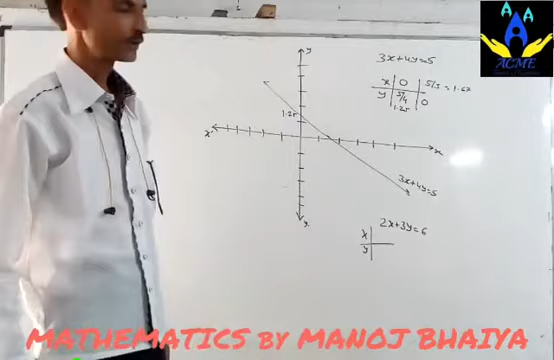 3x+4y=5
x | 0 | 5/3 = 1.67
y | 5/4 | 0
1.25
y
1.25
x'
x
3x+4y=5
y'
2x+3y=6
x
y
A A A
ACME
MATHEMATICS BY MANOJ BHAIYA